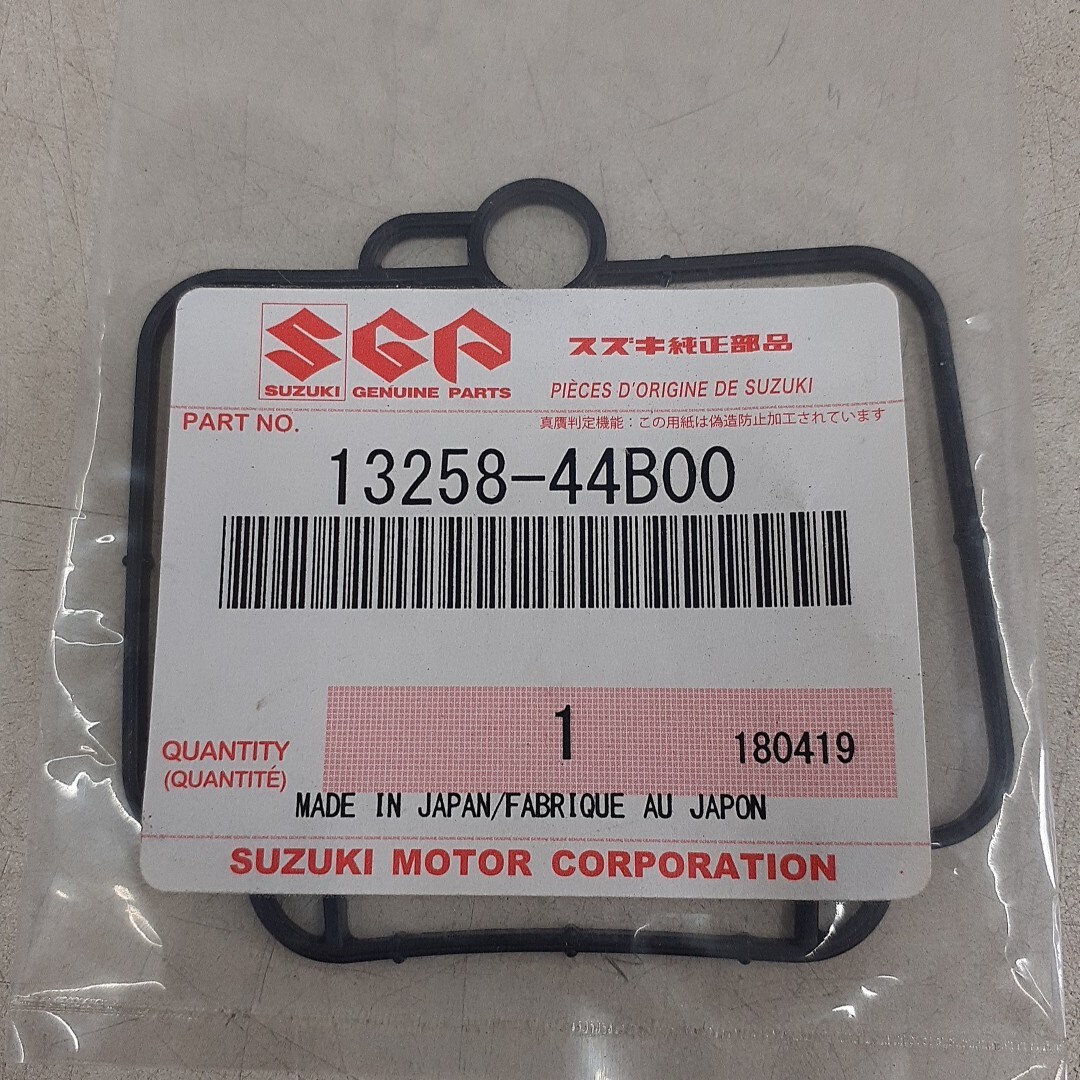 SGP
SUZUKI GENUINE PARTS
スズキ純正部品
PIÈCES D'ORIGINE DE SUZUKI
PART NO.
真贋判定機能：この用紙は偽造防止加工されています
13258-44B00
QUANTITY
(QUANTITÉ)
1
180419
MADE IN JAPAN/FABRIQUE AU JAPON
SUZUKI MOTOR CORPORATION